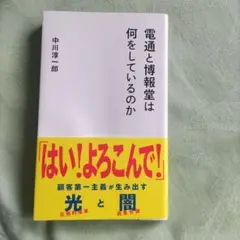 電通と博報堂は
何をしているのか
中川淳一郎
「はい!よろこんで!」
顧客第一主義が生み出す
光と闇